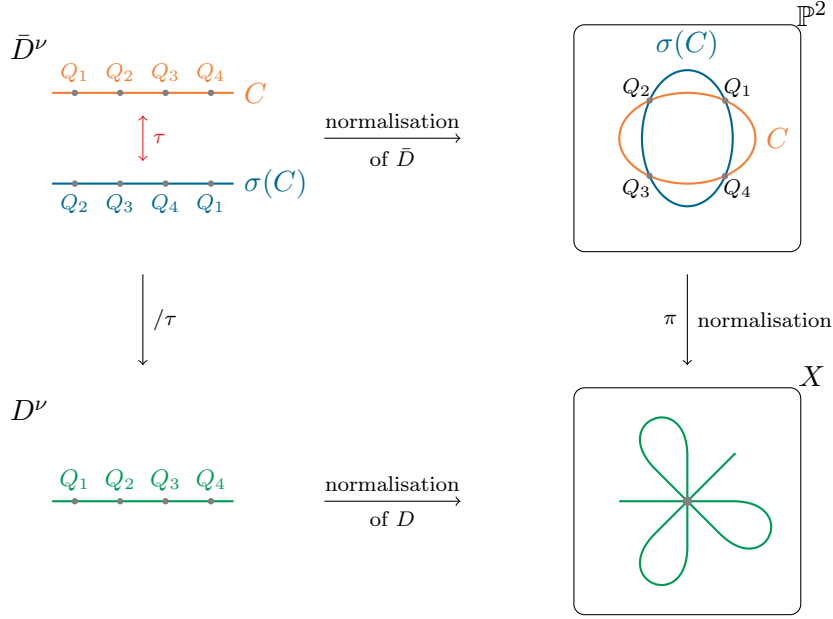 D̄^ν
Q₁ Q₂ Q₃ Q₄
C
τ
σ(C)
Q₂ Q₃ Q₄ Q₁
normalisation
of D̄
ℙ²
σ(C)
Q₂ Q₁
C
Q₃ Q₄
/τ
π normalisation
D^ν
Q₁ Q₂ Q₃ Q₄
normalisation
of D
X